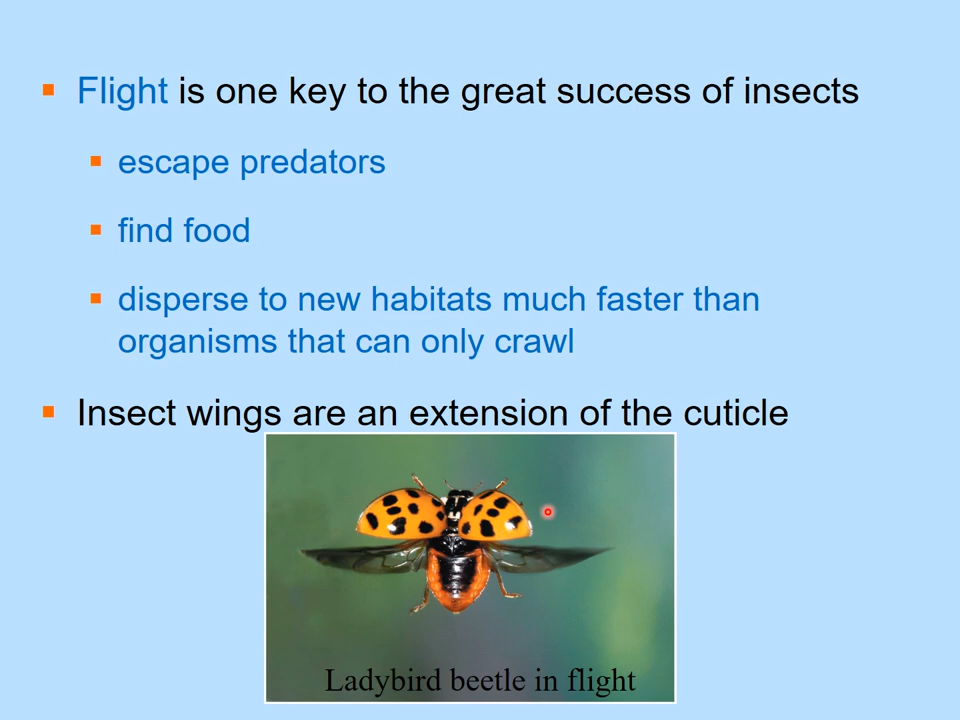 Flight is one key to the great success of insects
escape predators
find food
disperse to new habitats much faster than
organisms that can only crawl
Insect wings are an extension of the cuticle
Ladybird beetle in flight